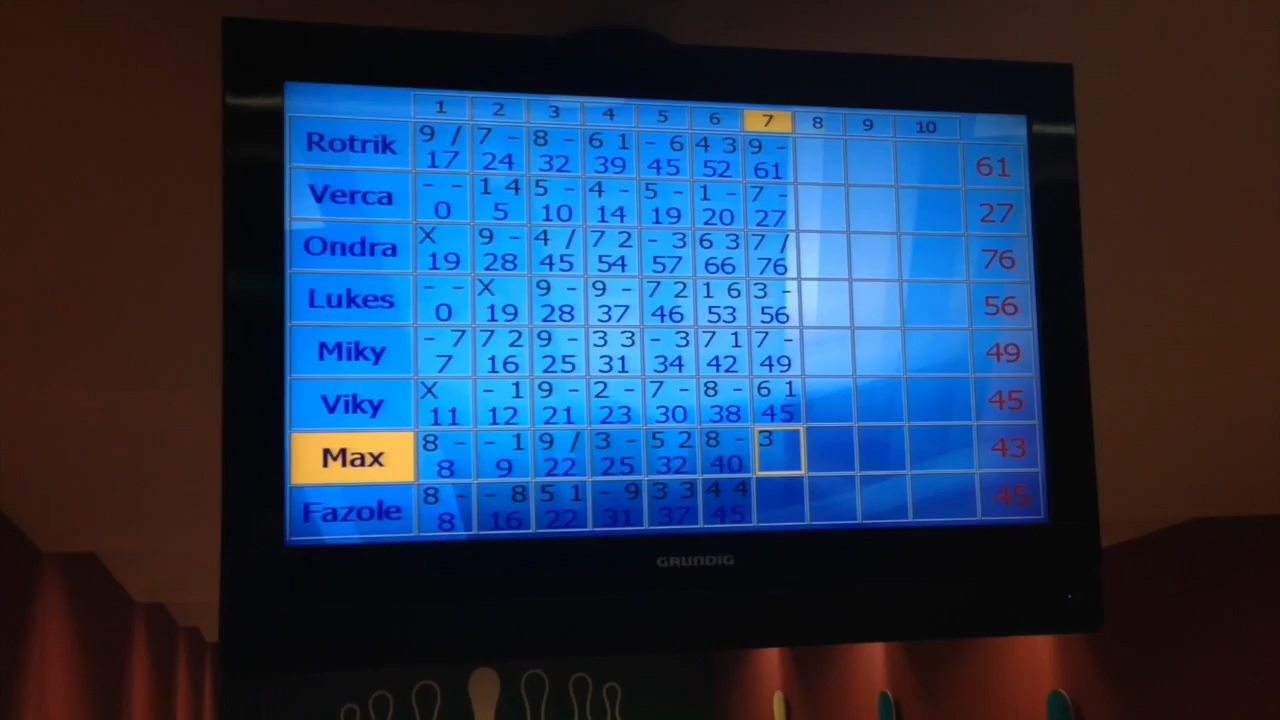 1 2 3 4 5 6 7 8 9 10
Rotrik 9 / 7 - 8 - 6 1 - 6 4 3 9 -
17 24 32 39 45 52 61 61
Verca - - 1 4 5 - 4 - 5 - 1 - 7 -
0 5 10 14 19 20 27 27
Ondra X 9 - 4 / 7 2 - 3 6 3 7 /
19 28 45 54 57 66 76 76
Lukes - - X 9 - 9 - 7 2 1 6 3 -
0 19 28 37 46 53 56 56
Miky - 7 7 2 9 - 3 3 - 3 7 1 7 -
7 16 25 31 34 42 49 49
Viky X - 1 9 - 2 - 7 - 8 - 6 1
11 12 21 23 30 38 45 45
Max 8 - - 1 9 / 3 - 5 2 8 - 3
8 9 22 25 32 40 43
Fazole 8 - - 8 5 1 - 9 3 3 4 4
8 16 22 31 37 45 45
GRUNDIG